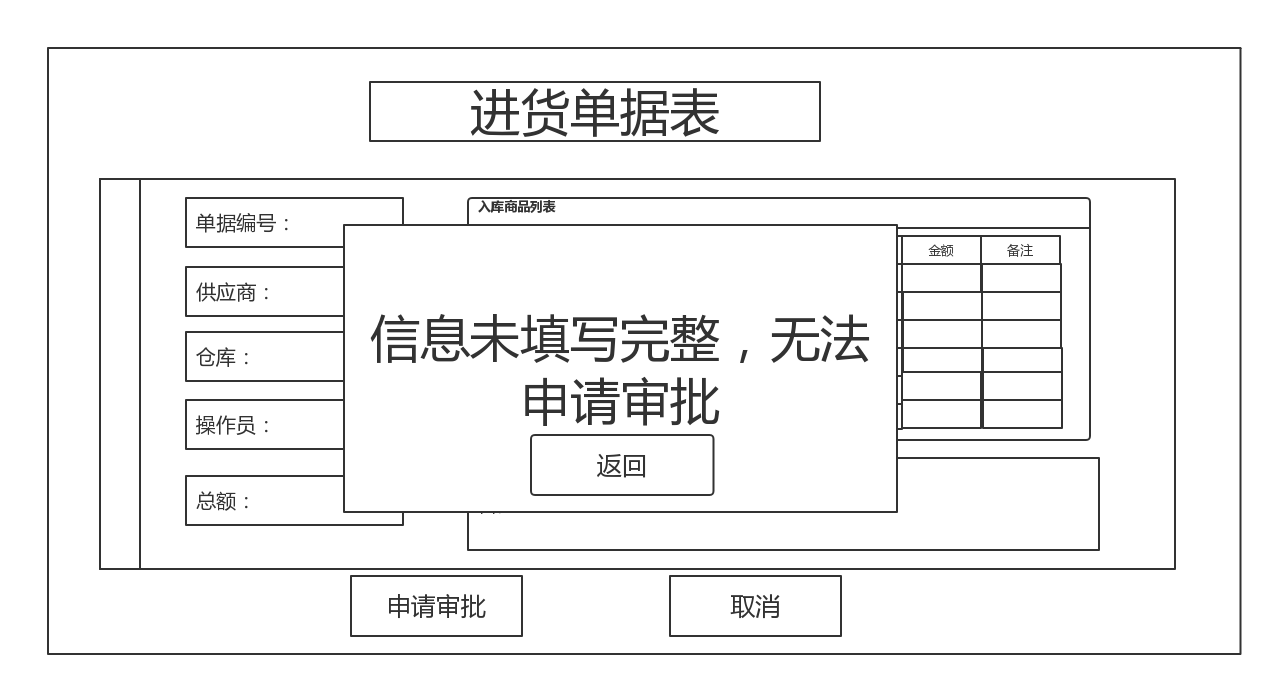 进货单据表
单据编号：
入库商品列表
金额
备注
供应商：
仓库：
操作员：
总额：
信息未填写完整，无法
申请审批
返回
申请审批
取消